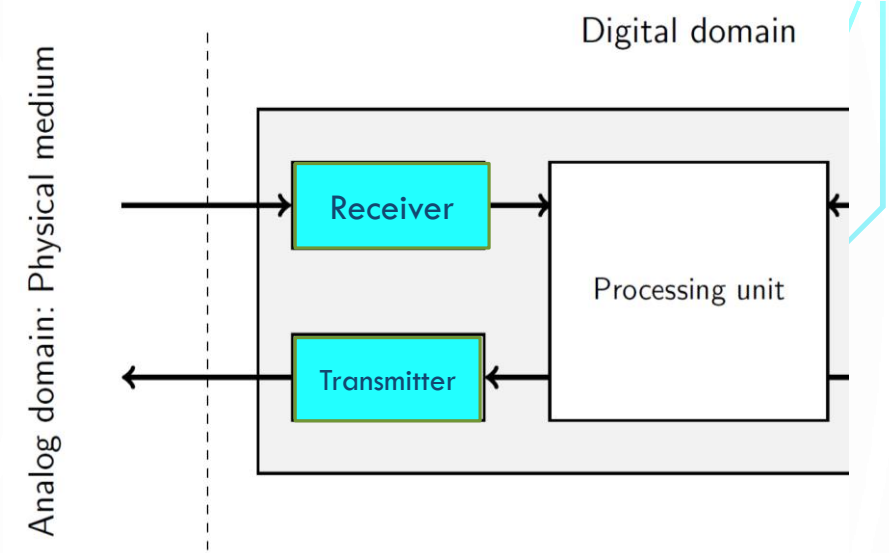 Digital domain
Analog domain: Physical medium
Receiver
Processing unit
Transmitter